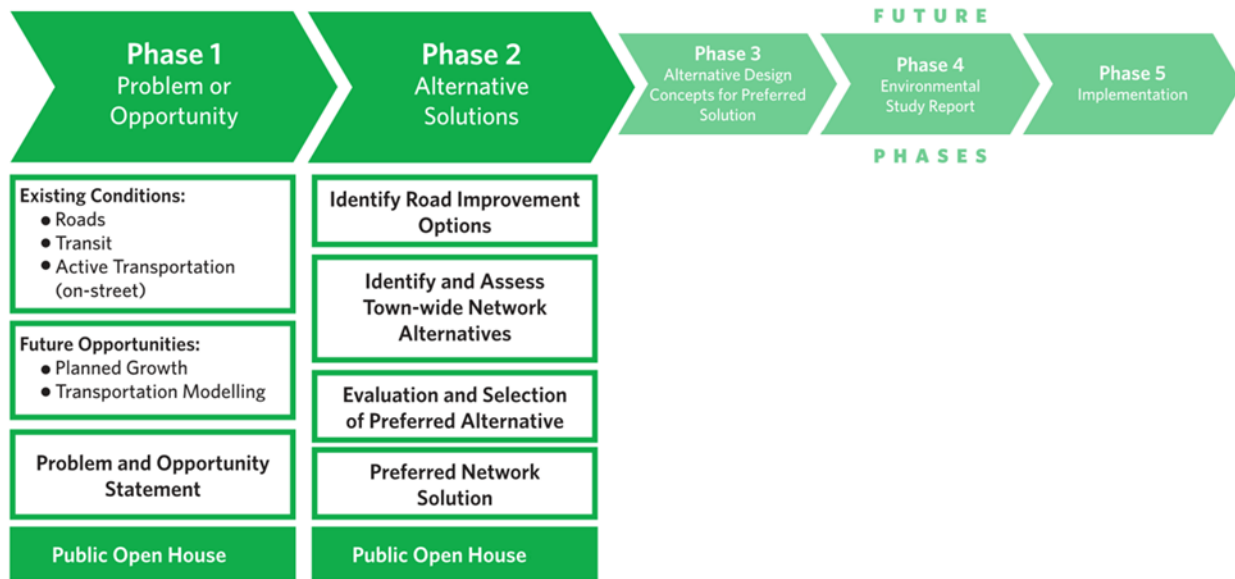 FUTURE
Phase 1
Problem or
Opportunity
Phase 2
Alternative
Solutions
Phase 3
Alternative Design
Concepts for Preferred
Solution
Phase 4
Environmental
Study Report
Phase 5
Implementation
PHASES
Existing Conditions:
● Roads
● Transit
● Active Transportation
(on-street)
Future Opportunities:
● Planned Growth
● Transportation Modelling
Problem and Opportunity
Statement
Public Open House
Identify Road Improvement
Options
Identify and Assess
Town-wide Network
Alternatives
Evaluation and Selection
of Preferred Alternative
Preferred Network
Solution
Public Open House